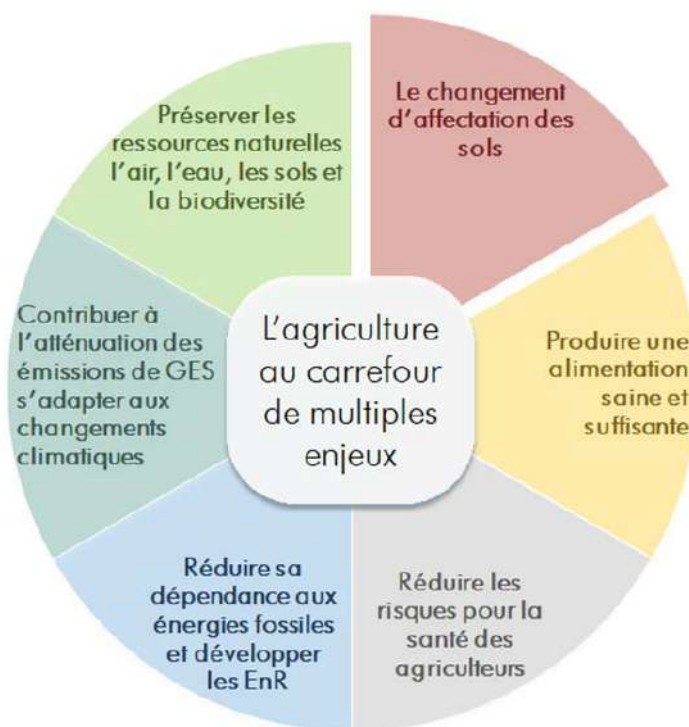 Préserver les
ressources naturelles
l'air, l'eau, les sols et
la biodiversité
Le changement
d'affectation des
sols
Contribuer à
l'atténuation des
émissions de GES
s'adapter aux
changements
climatiques
L'agriculture
au carrefour
de multiples
enjeux
Produire une
alimentation
saine et
suffisante
Réduire sa
dépendance aux
énergies fossiles
et développer
les EnR
Réduire les
risques pour la
santé des
agriculteurs